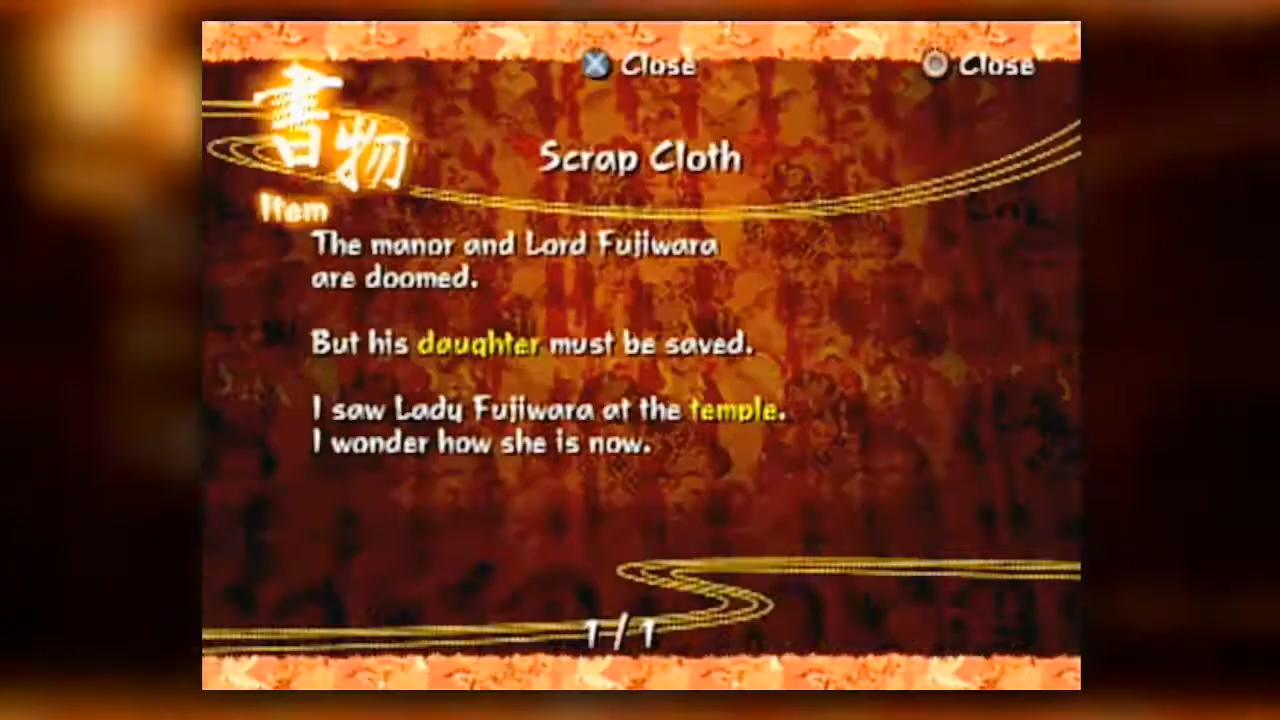 Close
Close
書物
Item
Scrap Cloth
The manor and Lord Fujiwara
are doomed.
But his daughter must be saved.
I saw Lady Fujiwara at the temple.
I wonder how she is now.
1/1